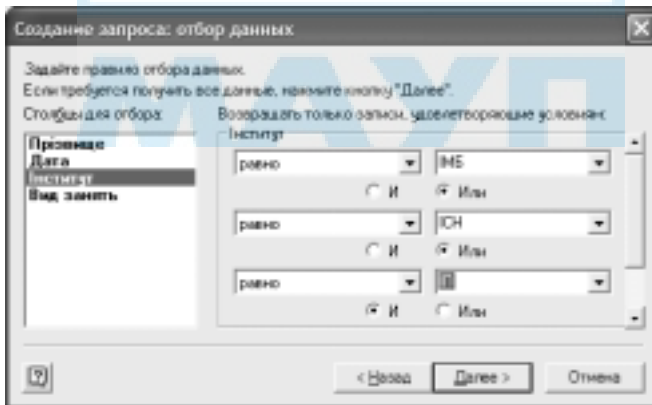 Создание запроса: отбор данных
Задайте правило отбора данных.
Если требуется получить все данные, нажмите кнопку "Далее".
Столбцы для отбора:
Возвращать только записи, удовлетворяющие условиям:
Прізвище
Дата
Інститут
Вид занять
Інститут
равно ІМБ
И Или
равно ІСН
И Или
равно
И Или
МАУП
? < Назад Далее > Отмена